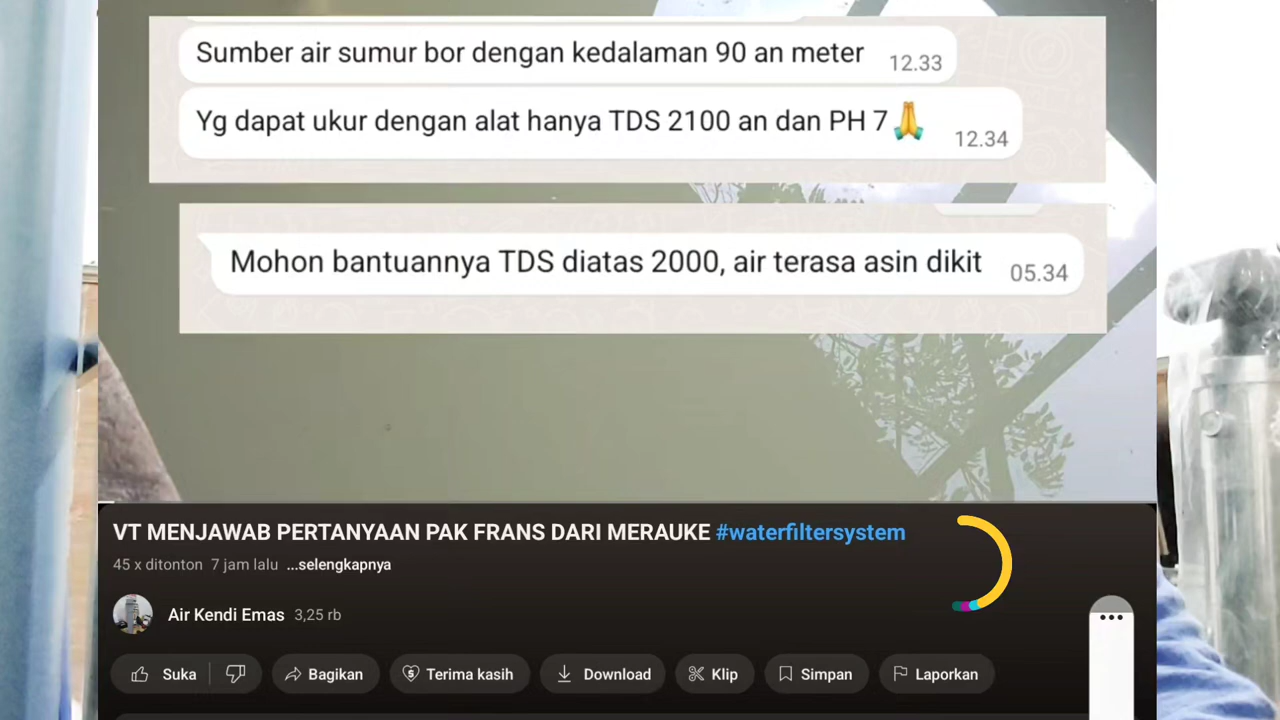 Sumber air sumur bor dengan kedalaman 90 an meter 12.33
Yg dapat ukur dengan alat hanya TDS 2100 an dan PH 7🙏 12.34
Mohon bantuannya TDS diatas 2000, air terasa asin dikit 05.34
VT MENJAWAB PERTANYAAN PAK FRANS DARI MERAUKE #waterfiltersystem
45 x ditonton 7 jam lalu ...selengkapnya
Air Kendi Emas 3,25 rb
Suka Bagikan Terima kasih Download Klip Simpan Laporkan